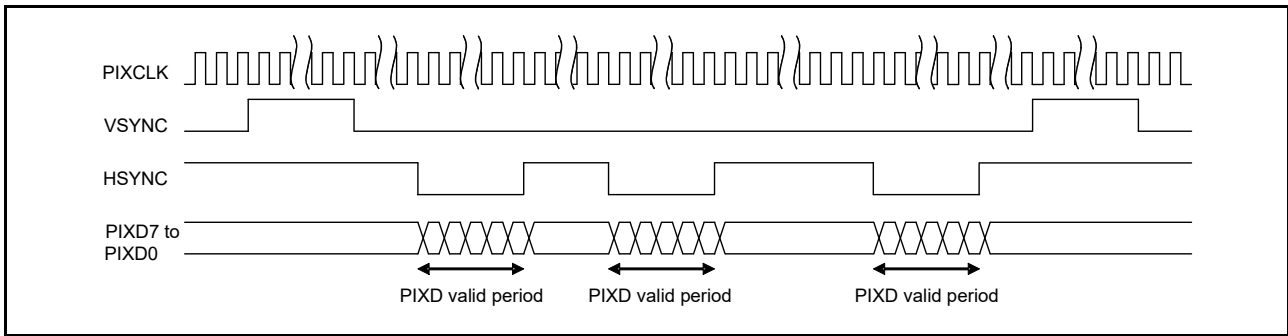 PIXCLK
VSYNC
HSYNC
PIXD7 to
PIXD0
PIXD valid period PIXD valid period PIXD valid period